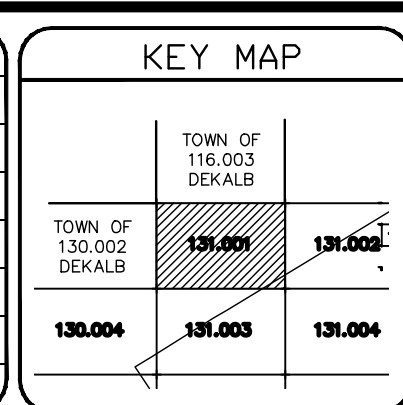 KEY MAP
TOWN OF
116.003
DEKALB
TOWN OF
130.002
DEKALB
131.001
131.002
130.004
131.003
131.004